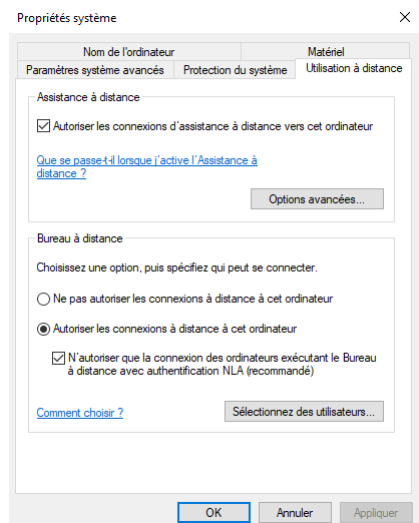 Propriétés système
Nom de l'ordinateur
Matériel
Paramètres système avancés
Protection du système
Utilisation à distance
Assistance à distance
Autoriser les connexions d'assistance à distance vers cet ordinateur
Que se passe-t-il lorsque j'active l'Assistance à
distance ?
Options avancées...
Bureau à distance
Choisissez une option, puis spécifiez qui peut se connecter.
Ne pas autoriser les connexions à distance à cet ordinateur
Autoriser les connexions à distance à cet ordinateur
N'autoriser que la connexion des ordinateurs exécutant le Bureau
à distance avec authentification NLA (recommandé)
Comment choisir ?
Sélectionnez des utilisateurs...
OK
Annuler
Appliquer